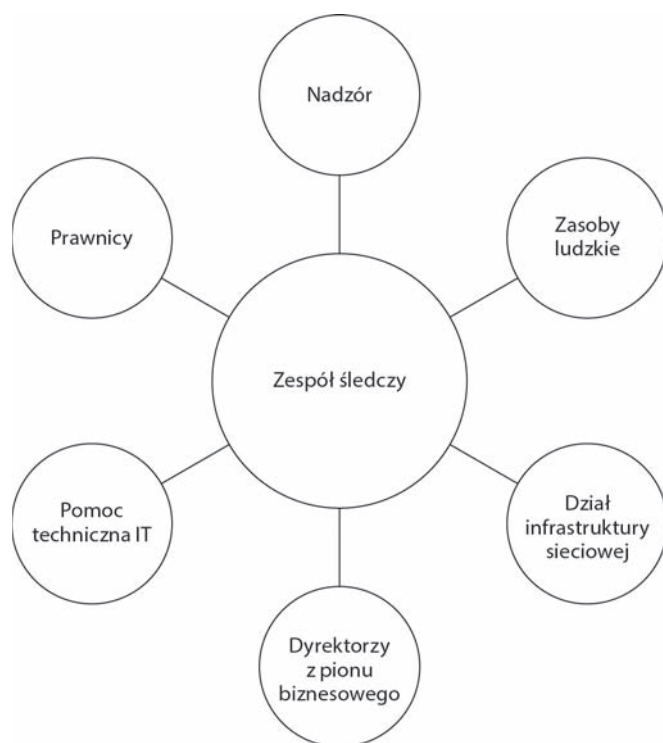 Nadzór
Prawnicy
Zasoby
ludzkie
Zespół śledczy
Pomoc
techniczna IT
Dział
infrastruktury
sieciowej
Dyrektorzy
z pionu
biznesowego